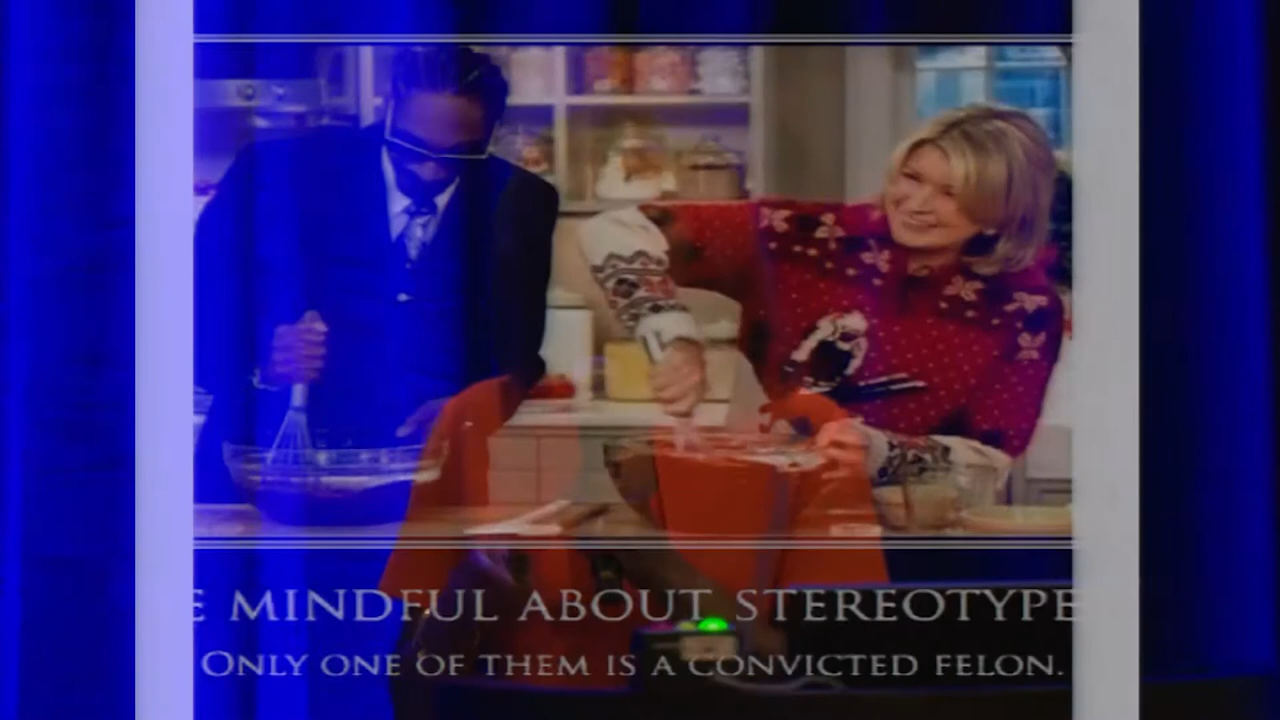 E MINDFUL ABOUT STEREOTYPE
ONLY ONE OF THEM IS A CONVICTED FELON.